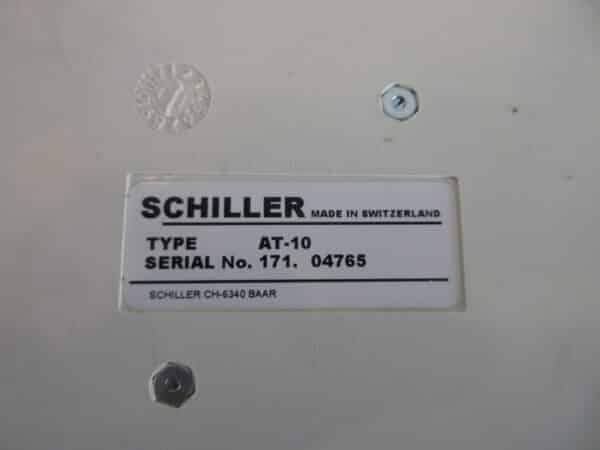 SCHILLER MADE IN SWITZERLAND
TYPE AT-10
SERIAL No. 171. 04765
SCHILLER CH-6340 BAAR